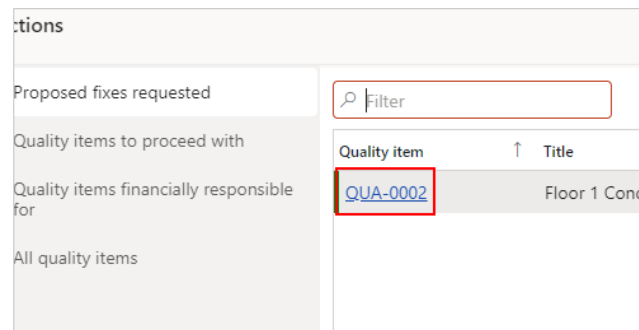 ctions
Proposed fixes requested
Filter
Quality items to proceed with
Quality item ↑ Title
Quality items financially responsible
for
QUA-0002 Floor 1 Conc
All quality items